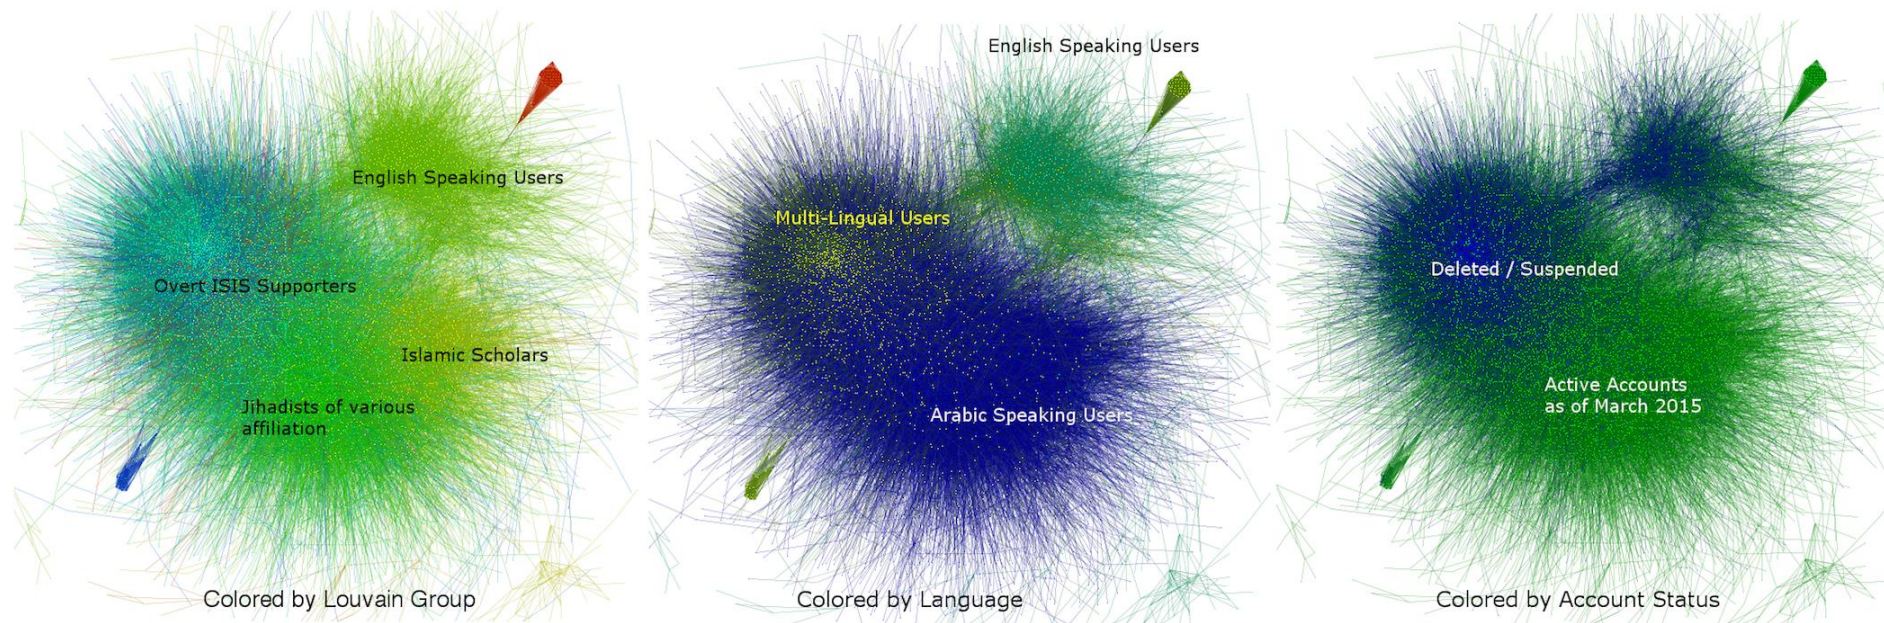 English Speaking Users
Overt ISIS Supporters
Islamic Scholars
Jihadists of various
affiliation
Colored by Louvain Group
English Speaking Users
Multi-Lingual Users
Arabic Speaking Users
Colored by Language
Deleted / Suspended
Active Accounts
as of March 2015
Colored by Account Status